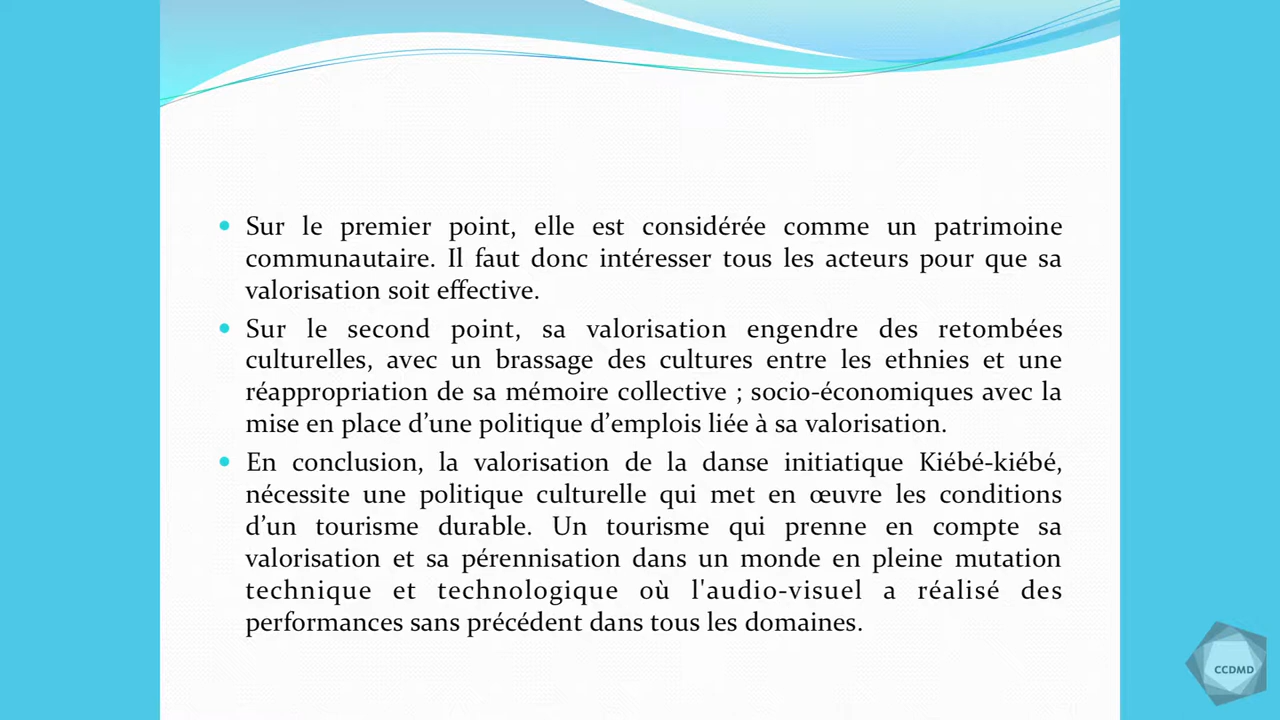 Sur le premier point, elle est considérée comme un patrimoine
communautaire. Il faut donc intéresser tous les acteurs pour que sa
valorisation soit effective.
Sur le second point, sa valorisation engendre des retombées
culturelles, avec un brassage des cultures entre les ethnies et une
réappropriation de sa mémoire collective ; socio-économiques avec la
mise en place d’une politique d’emplois liée à sa valorisation.
En conclusion, la valorisation de la danse initiatique Kiébé-kiébé,
nécessite une politique culturelle qui met en œuvre les conditions
d’un tourisme durable. Un tourisme qui prenne en compte sa
valorisation et sa pérennisation dans un monde en pleine mutation
technique et technologique où l'audio-visuel a réalisé des
performances sans précédent dans tous les domaines.
CCDMD